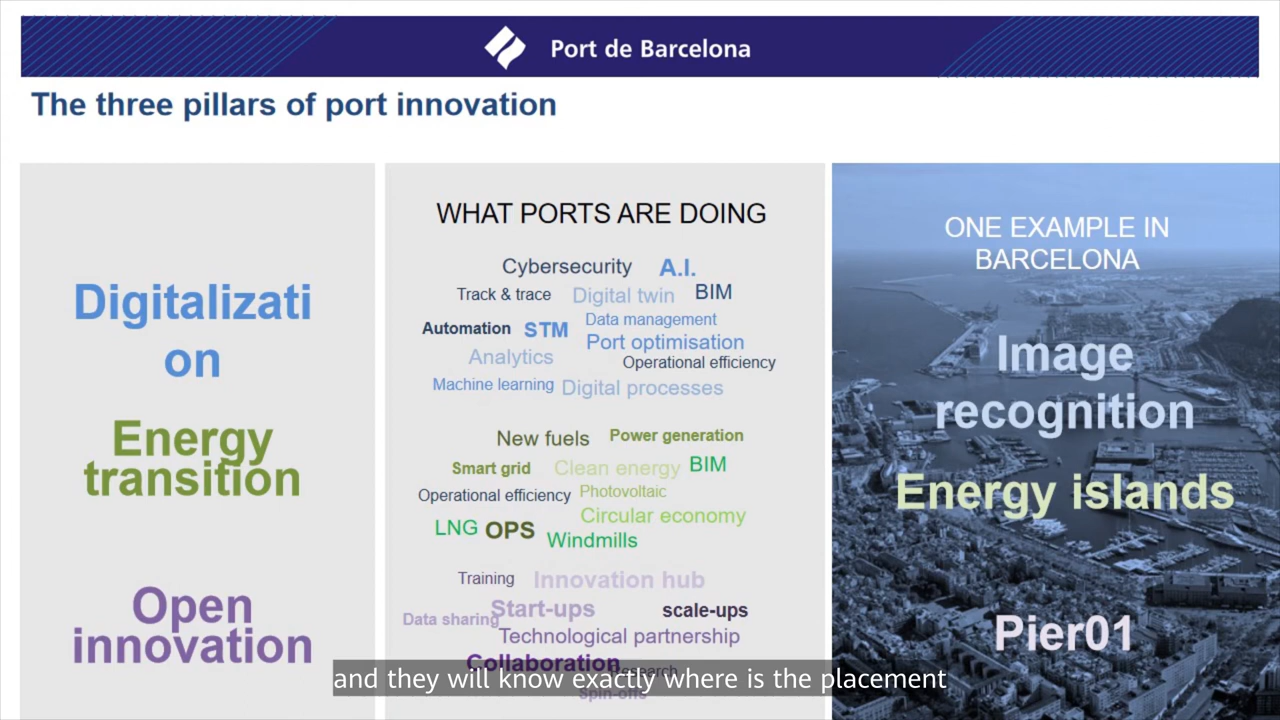 Port de Barcelona
The three pillars of port innovation
Digitalizati
on
Energy
transition
Open
innovation
WHAT PORTS ARE DOING
Cybersecurity A.I.
Track & trace Digital twin BIM
Data management
Automation STM
Port optimisation
Analytics Operational efficiency
Machine learning Digital processes
New fuels Power generation
Smart grid Clean energy BIM
Operational efficiency Photovoltaic
Circular economy
LNG OPS
Windmills
Training Innovation hub
Start-ups scale-ups
Data sharing
Technological partnership
Collaboration Research
Spin-offs
ONE EXAMPLE IN
BARCELONA
Image
recognition
Energy islands
Pier01
and they will know exactly where is the placement